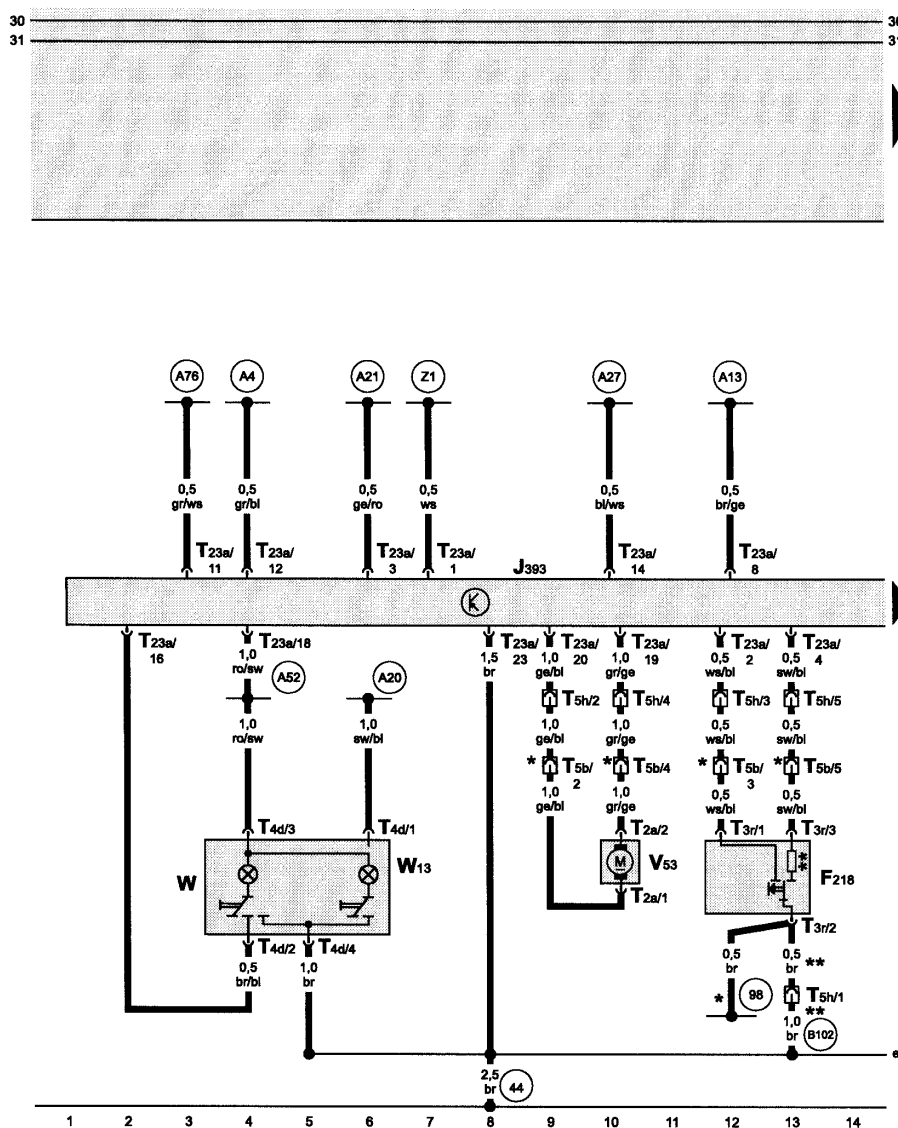 30 30
31 31
A76 A4 A21 Z1 A27 A13
0,5 0,5 0,5 0,5 0,5 0,5
gr/ws gr/bl ge/ro ws bl/ws br/ge
T23a/ T23a/ T23a/ T23a/ T23a/ T23a/
11 12 3 1 J393 14 8
T23a/ T23a/18 T23a/ T23a/ T23a/ T23a/ T23a/
16 1,0 1,5 23 1,0 20 1,0 19 0,5 2 0,5 4
ro/sw br ge/bl gr/ge ws/bl sw/bl
A52 A20
T5h/2 T5h/4 T5h/3 T5h/5
1,0 1,0 1,0 1,0 0,5 0,5
ro/sw sw/bl ge/bl gr/ge ws/bl sw/bl
* T5b/ * T5b/4 * T5b/ * T5b/5
2 3
1,0 1,0 0,5 0,5
ge/bl gr/ge ws/bl sw/bl
T4d/3 T4d/1 T2a/2 T3r/1 T3r/3
W W13 M V53 ** F218
T2a/1
T4d/2 T4d/4 T3r/2
0,5 1,0 0,5 0,5 **
br/bl br br br
* 98 T5h/1
**
1,0
br B102
e
2,5
br 44
1 2 3 4 5 6 7 8 9 10 11 12 13 14